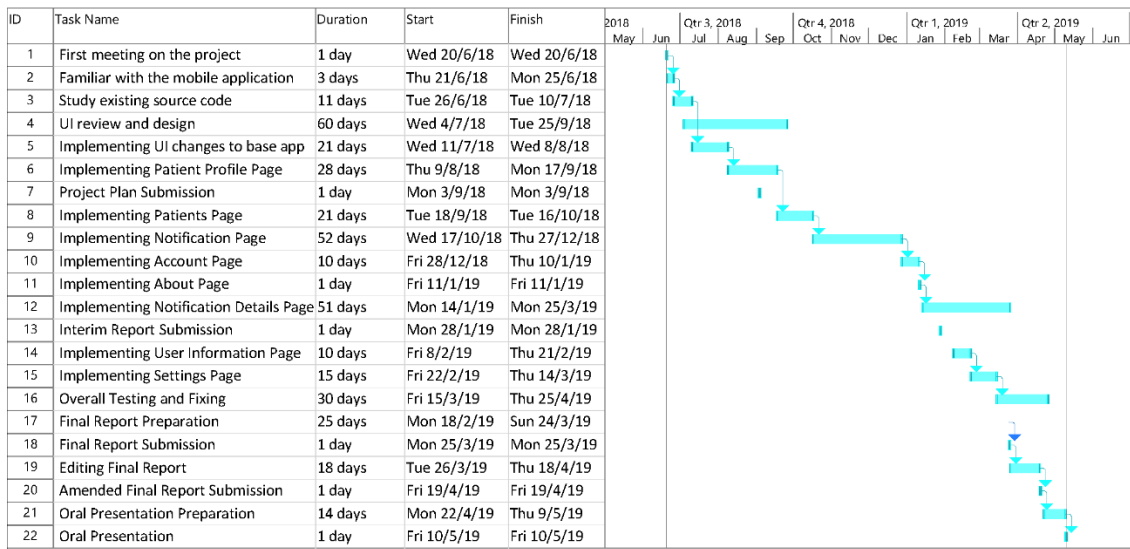 ID Task Name Duration Start Finish 2018 Qtr 3, 2018 Qtr 4, 2018 Qtr 1, 2019 Qtr 2, 2019
May Jun Jul Aug Sep Oct Nov Dec Jan Feb Mar Apr May Jun
1 First meeting on the project 1 day Wed 20/6/18 Wed 20/6/18
2 Familiar with the mobile application 3 days Thu 21/6/18 Mon 25/6/18
3 Study existing source code 11 days Tue 26/6/18 Tue 10/7/18
4 UI review and design 60 days Wed 4/7/18 Tue 25/9/18
5 Implementing UI changes to base app 21 days Wed 11/7/18 Wed 8/8/18
6 Implementing Patient Profile Page 28 days Thu 9/8/18 Mon 17/9/18
7 Project Plan Submission 1 day Mon 3/9/18 Mon 3/9/18
8 Implementing Patients Page 21 days Tue 18/9/18 Tue 16/10/18
9 Implementing Notification Page 52 days Wed 17/10/18 Thu 27/12/18
10 Implementing Account Page 10 days Fri 28/12/18 Thu 10/1/19
11 Implementing About Page 1 day Fri 11/1/19 Fri 11/1/19
12 Implementing Notification Details Page 51 days Mon 14/1/19 Mon 25/3/19
13 Interim Report Submission 1 day Mon 28/1/19 Mon 28/1/19
14 Implementing User Information Page 10 days Fri 8/2/19 Thu 21/2/19
15 Implementing Settings Page 15 days Fri 22/2/19 Thu 14/3/19
16 Overall Testing and Fixing 30 days Fri 15/3/19 Thu 25/4/19
17 Final Report Preparation 25 days Mon 18/2/19 Sun 24/3/19
18 Final Report Submission 1 day Mon 25/3/19 Mon 25/3/19
19 Editing Final Report 18 days Tue 26/3/19 Thu 18/4/19
20 Amended Final Report Submission 1 day Fri 19/4/19 Fri 19/4/19
21 Oral Presentation Preparation 14 days Mon 22/4/19 Thu 9/5/19
22 Oral Presentation 1 day Fri 10/5/19 Fri 10/5/19